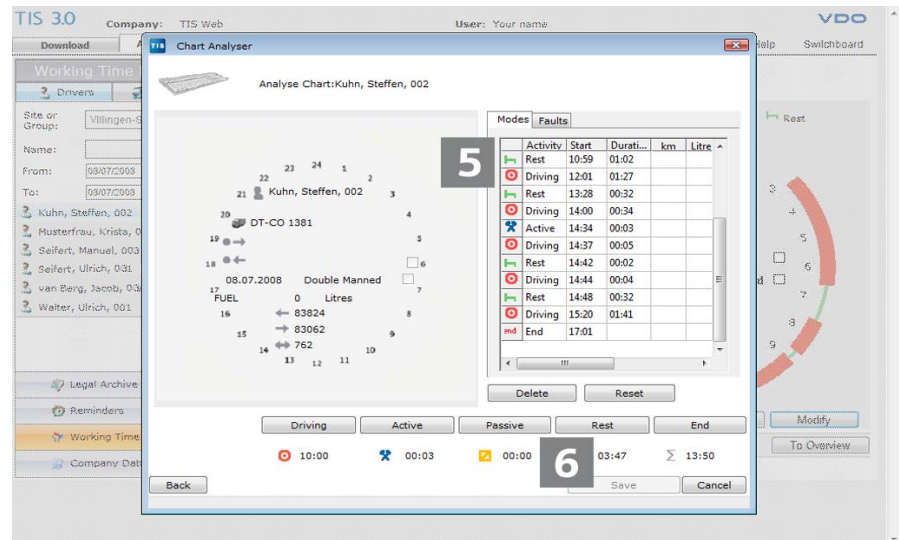 TIS 3.0 Company: TIS Web User: Your name VDO
Download A Help Switchboard
TIS Chart Analyser
Working Time
Drivers
Analyse Chart:Kuhn, Steffen, 002
Site or Group: Villingen-S
Name:
From: 03/07/2003
To: 03/07/2003
Kuhn, Steffen, 002
Musterfrau, Krista, 0
Seifert, Manuel, 003
Seifert, Ulrich, 031
van Berg, Jacob, 03
Walter, Ulrich, 001
Legal Archive
Reminders
Working Time
Company Dat
24 1 2 3 4 5 6 7 8 9 10 11 12 13 14 15 16 17 18 19 20 21 22 23
Kuhn, Steffen, 002
DT-CO 1381
08.07.2008 Double Manned
FUEL 0 Litres
83824
83062
762
5
Modes Faults
Activity Start Durati... km Litre
Rest 10:59 01:02
Driving 12:01 01:27
Rest 13:28 00:32
Driving 14:00 00:34
Active 14:34 00:03
Driving 14:37 00:05
Rest 14:42 00:02
Driving 14:44 00:04
Rest 14:48 00:32
Driving 15:20 01:41
End End 17:01
Delete Reset
Driving Active Passive Rest End
10:00 00:03 00:00 6 03:47 Σ 13:50
Back Save Cancel
Rest
3
4
5
6
d
7
8
9
Modify
To Overview